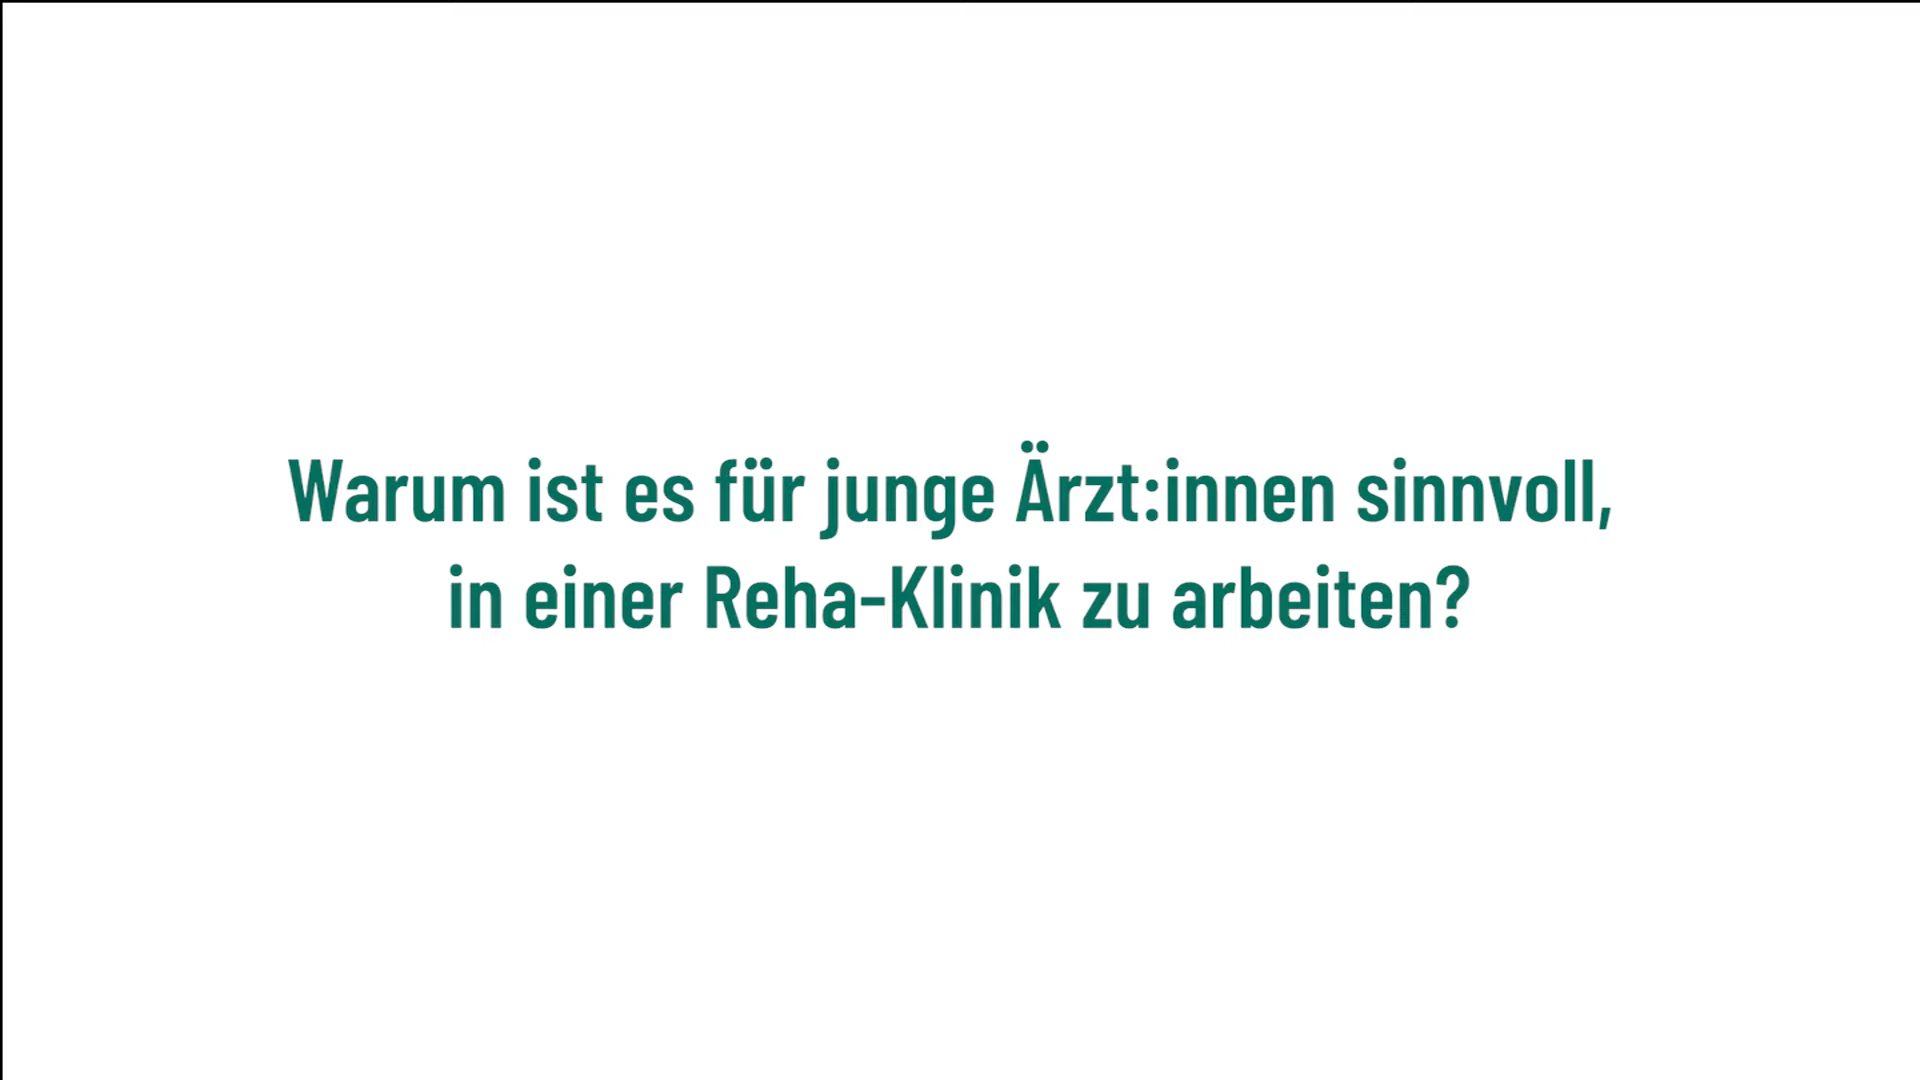 Warum ist es für junge Ärzt:innen sinnvoll,
in einer Reha-Klinik zu arbeiten?